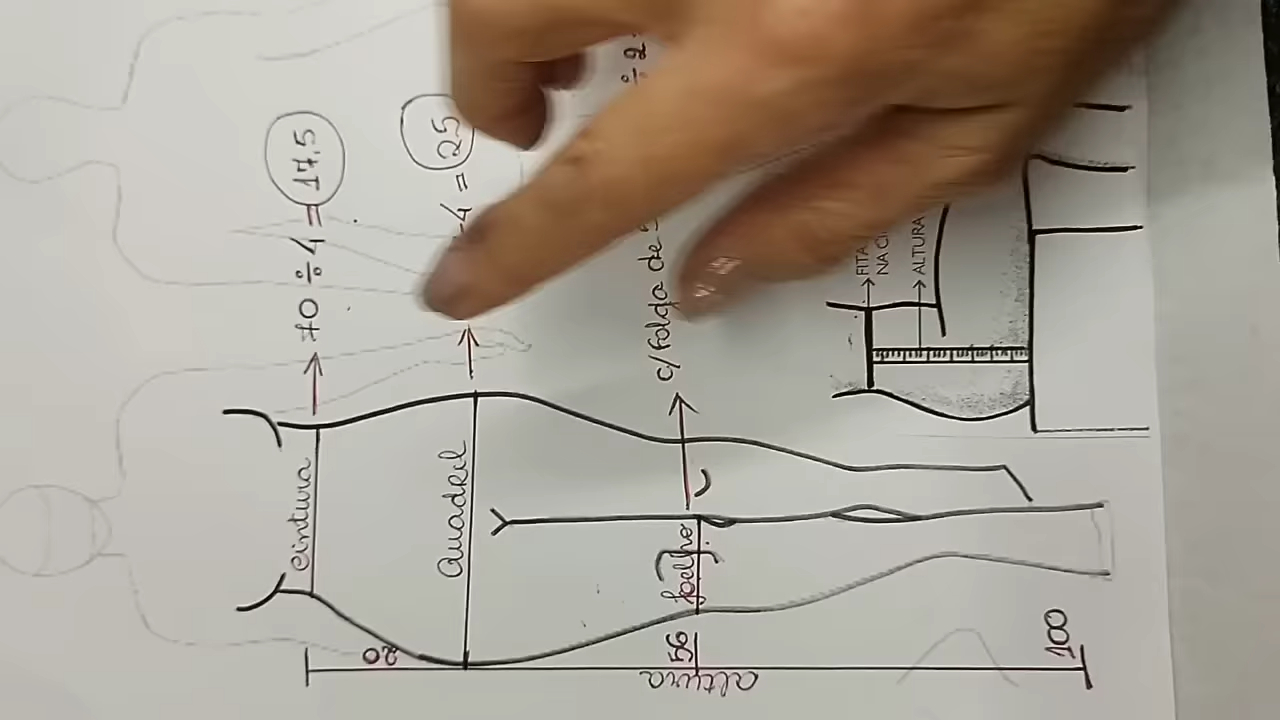 Cintura 70 ÷ 4 = 17,5
Quadril 4 = 25
Joelho c/ folga de
÷ 2
20
56
100
altura
FITA
NA CI
ALTURA